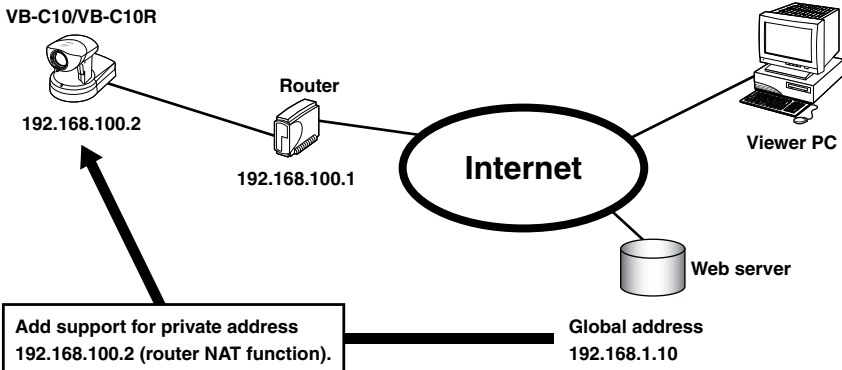 VB-C10/VB-C10R
192.168.100.2
Router
192.168.100.1
Internet
Viewer PC
Web server
Add support for private address
192.168.100.2 (router NAT function).
Global address
192.168.1.10